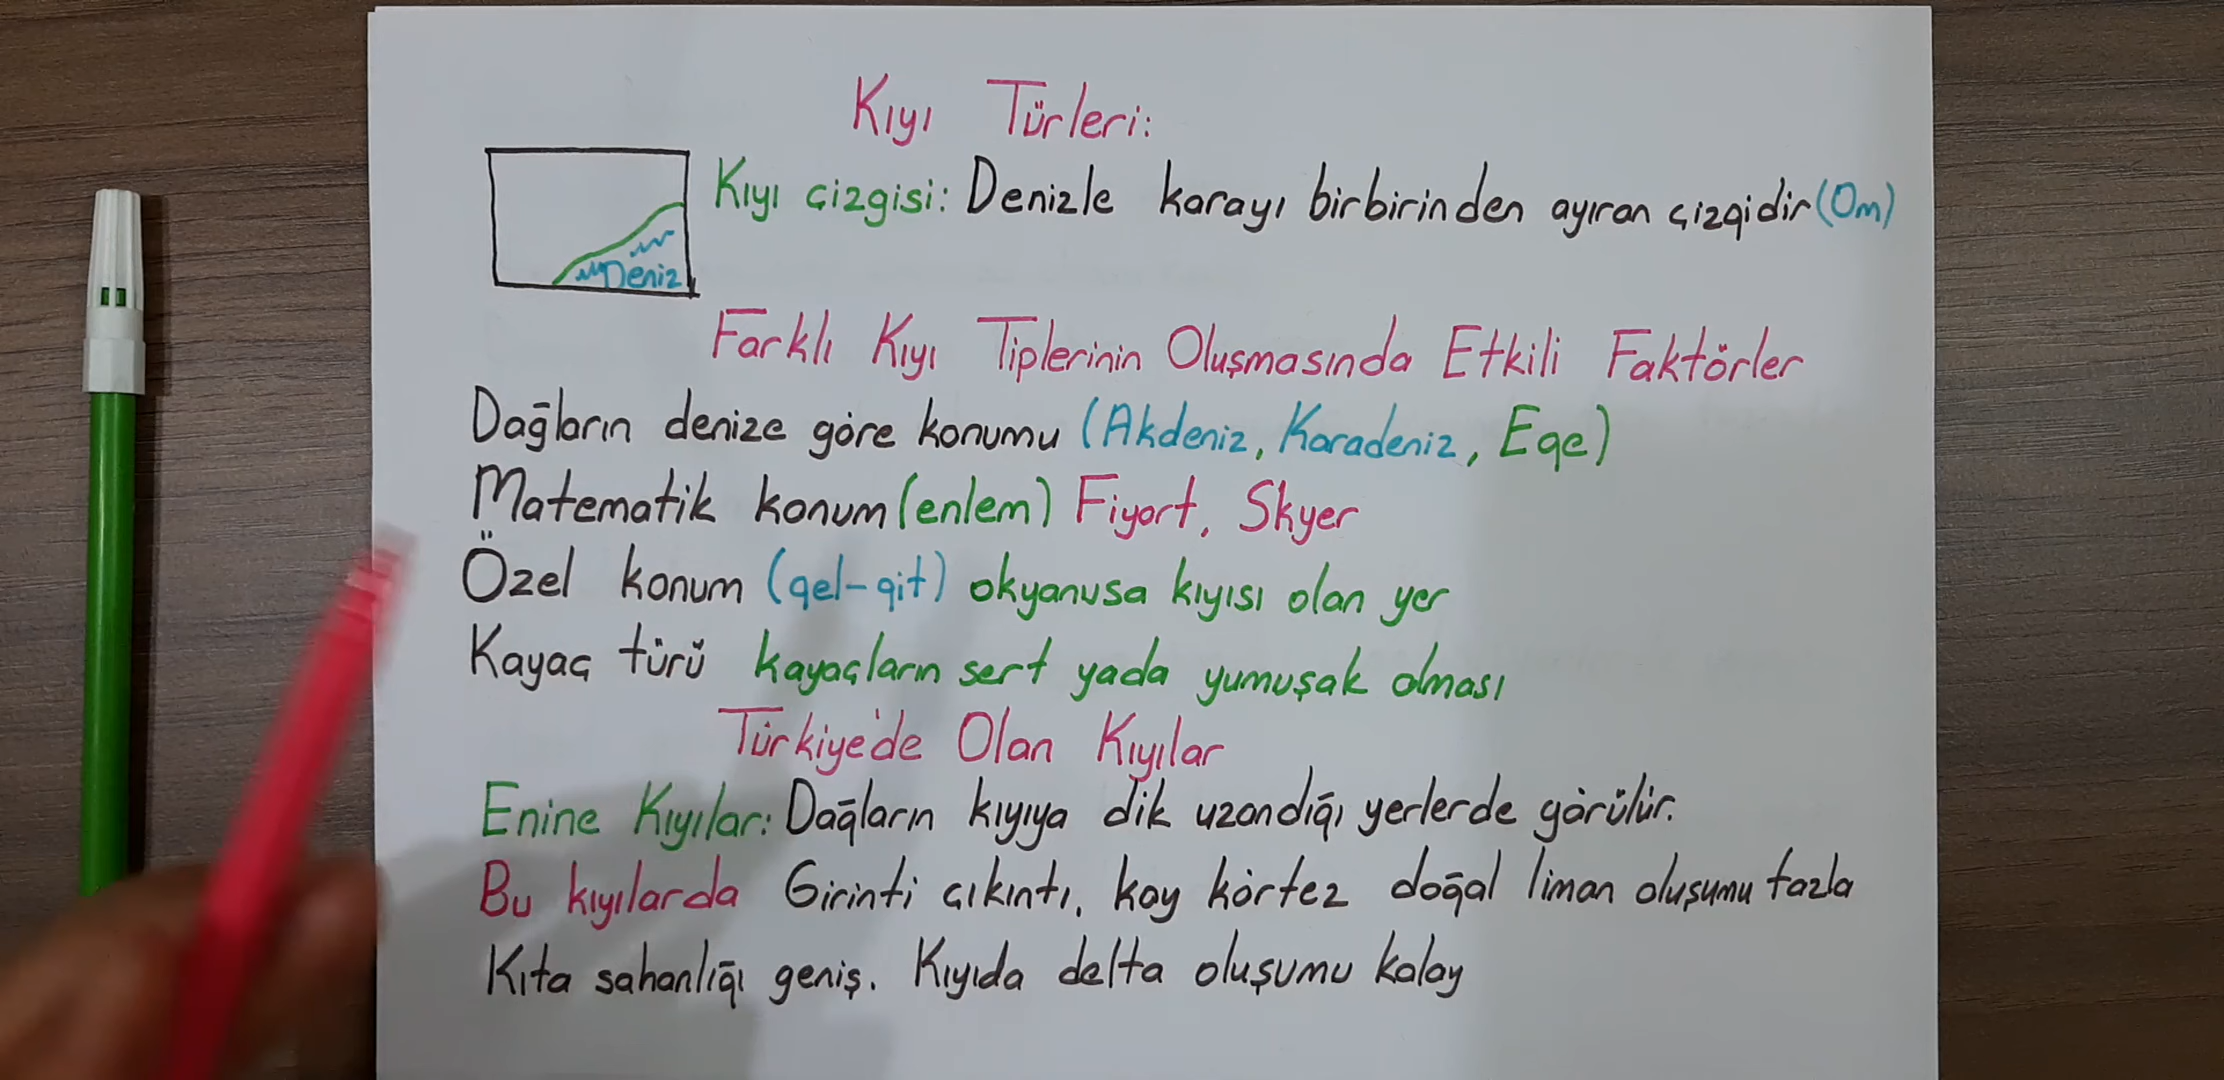 Kıyı Türleri:
Kıyı çizgisi: Denizle karayı birbirinden ayıran çizgidir (0m)
Deniz
Farklı Kıyı Tiplerinin Oluşmasında Etkili Faktörler
Dağların denize göre konumu (Akdeniz, Karadeniz, Ege)
Matematik konum (enlem) Fiyort, Skyer
Özel konum (gel-git) okyanusa kıyısı olan yer
Kayaç türü kayaçların sert yada yumuşak olması
Türkiye'de Olan Kıyılar
Enine Kıyılar: Dağların kıyıya dik uzandığı yerlerde görülür.
Bu kıyılarda Girinti çıkıntı, koy körfez doğal liman oluşumu fazla
Kıta sahanlığı geniş. Kıyıda delta oluşumu kolay